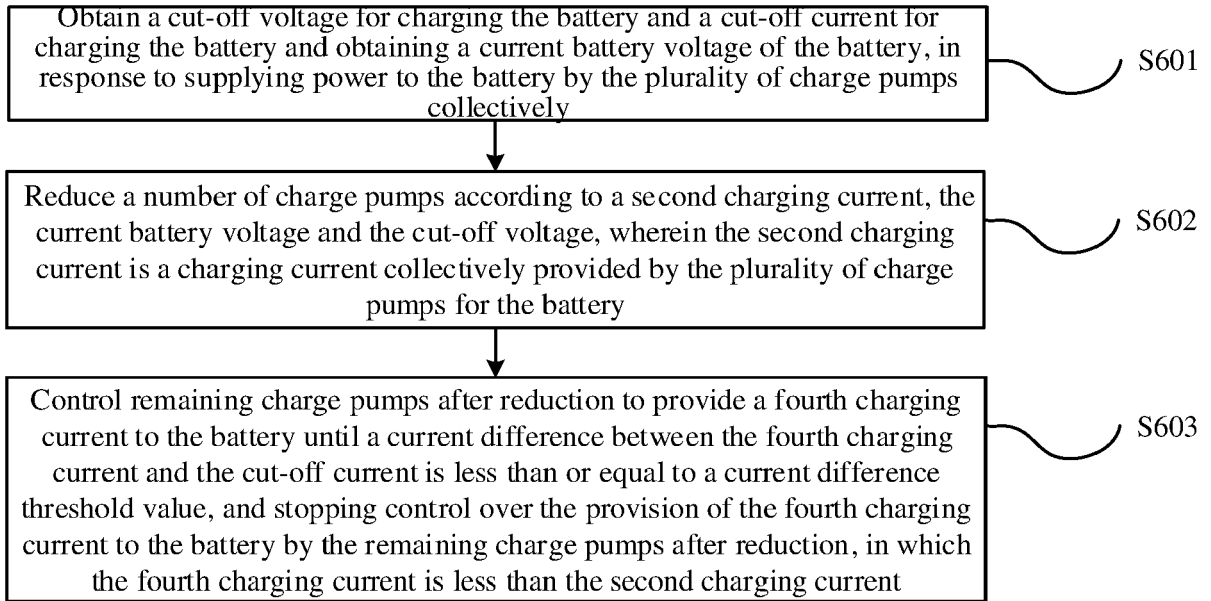 Obtain a cut-off voltage for charging the battery and a cut-off current for
charging the battery and obtaining a current battery voltage of the battery, in
response to supplying power to the battery by the plurality of charge pumps
collectively
S601
Reduce a number of charge pumps according to a second charging current, the
current battery voltage and the cut-off voltage, wherein the second charging
current is a charging current collectively provided by the plurality of charge
pumps for the battery
S602
Control remaining charge pumps after reduction to provide a fourth charging
current to the battery until a current difference between the fourth charging
current and the cut-off current is less than or equal to a current difference
threshold value, and stopping control over the provision of the fourth charging
current to the battery by the remaining charge pumps after reduction, in which
the fourth charging current is less than the second charging current
S603